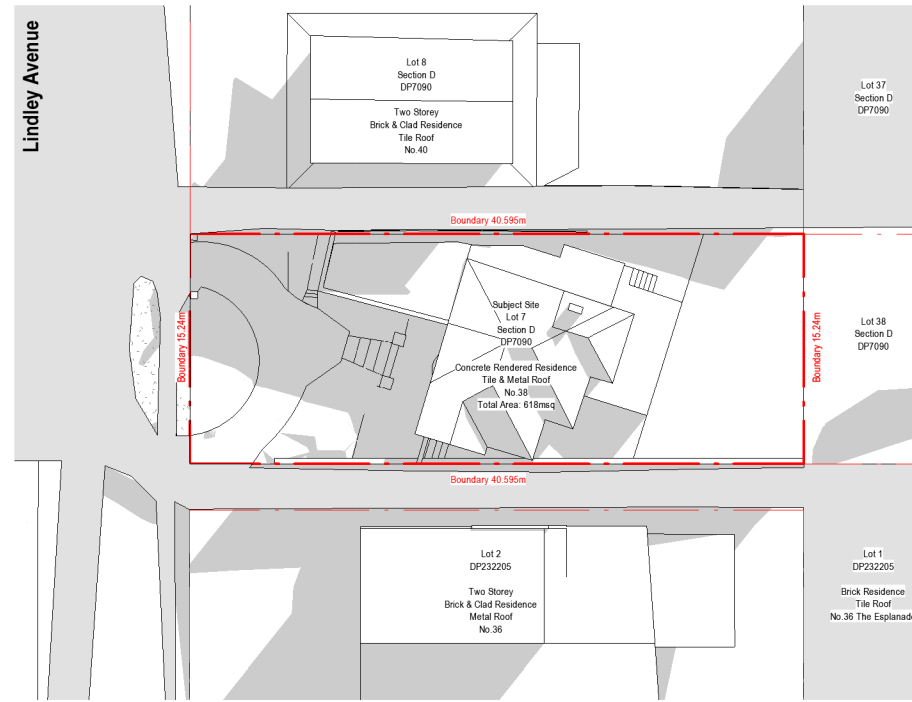 Lindley Avenue
Lot 8
Section D
DP7090
Two Storey
Brick & Clad Residence
Tile Roof
No.40
Lot 37
Section D
DP7090
Boundary 40.595m
Boundary 15.24m
Subject Site
Lot 7
Section D
DP7090
Concrete Rendered Residence
Tile & Metal Roof
No.38
Total Area: 618msq
Boundary 15.24m
Lot 38
Section D
DP7090
Boundary 40.595m
Lot 2
DP232205
Two Storey
Brick & Clad Residence
Metal Roof
No.36
Lot 1
DP232205
Brick Residence
Tile Roof
No.36 The Esplanade